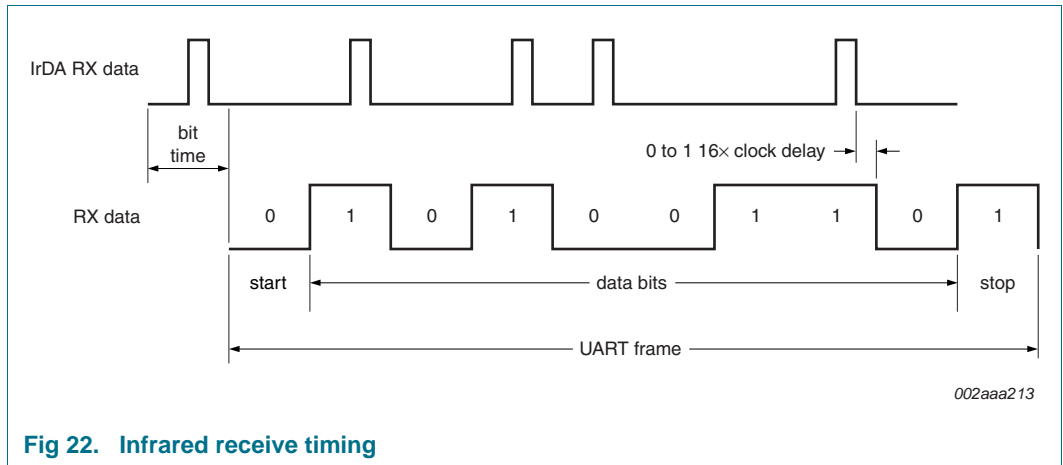 IrDA RX data
bit
time
0 to 1 16× clock delay
RX data
0 1 0 1 0 0 1 1 0 1
start data bits stop
UART frame
002aaa213
Fig 22. Infrared receive timing